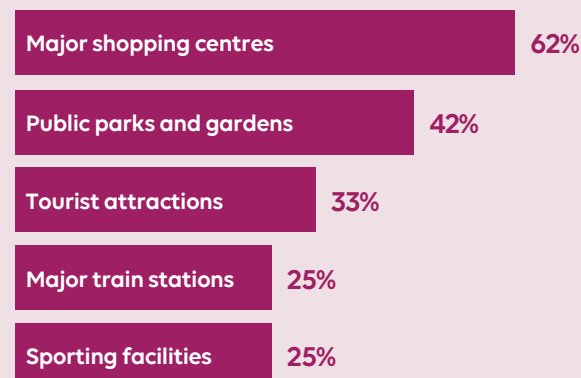 Major shopping centres 62%
Public parks and gardens 42%
Tourist attractions 33%
Major train stations 25%
Sporting facilities 25%